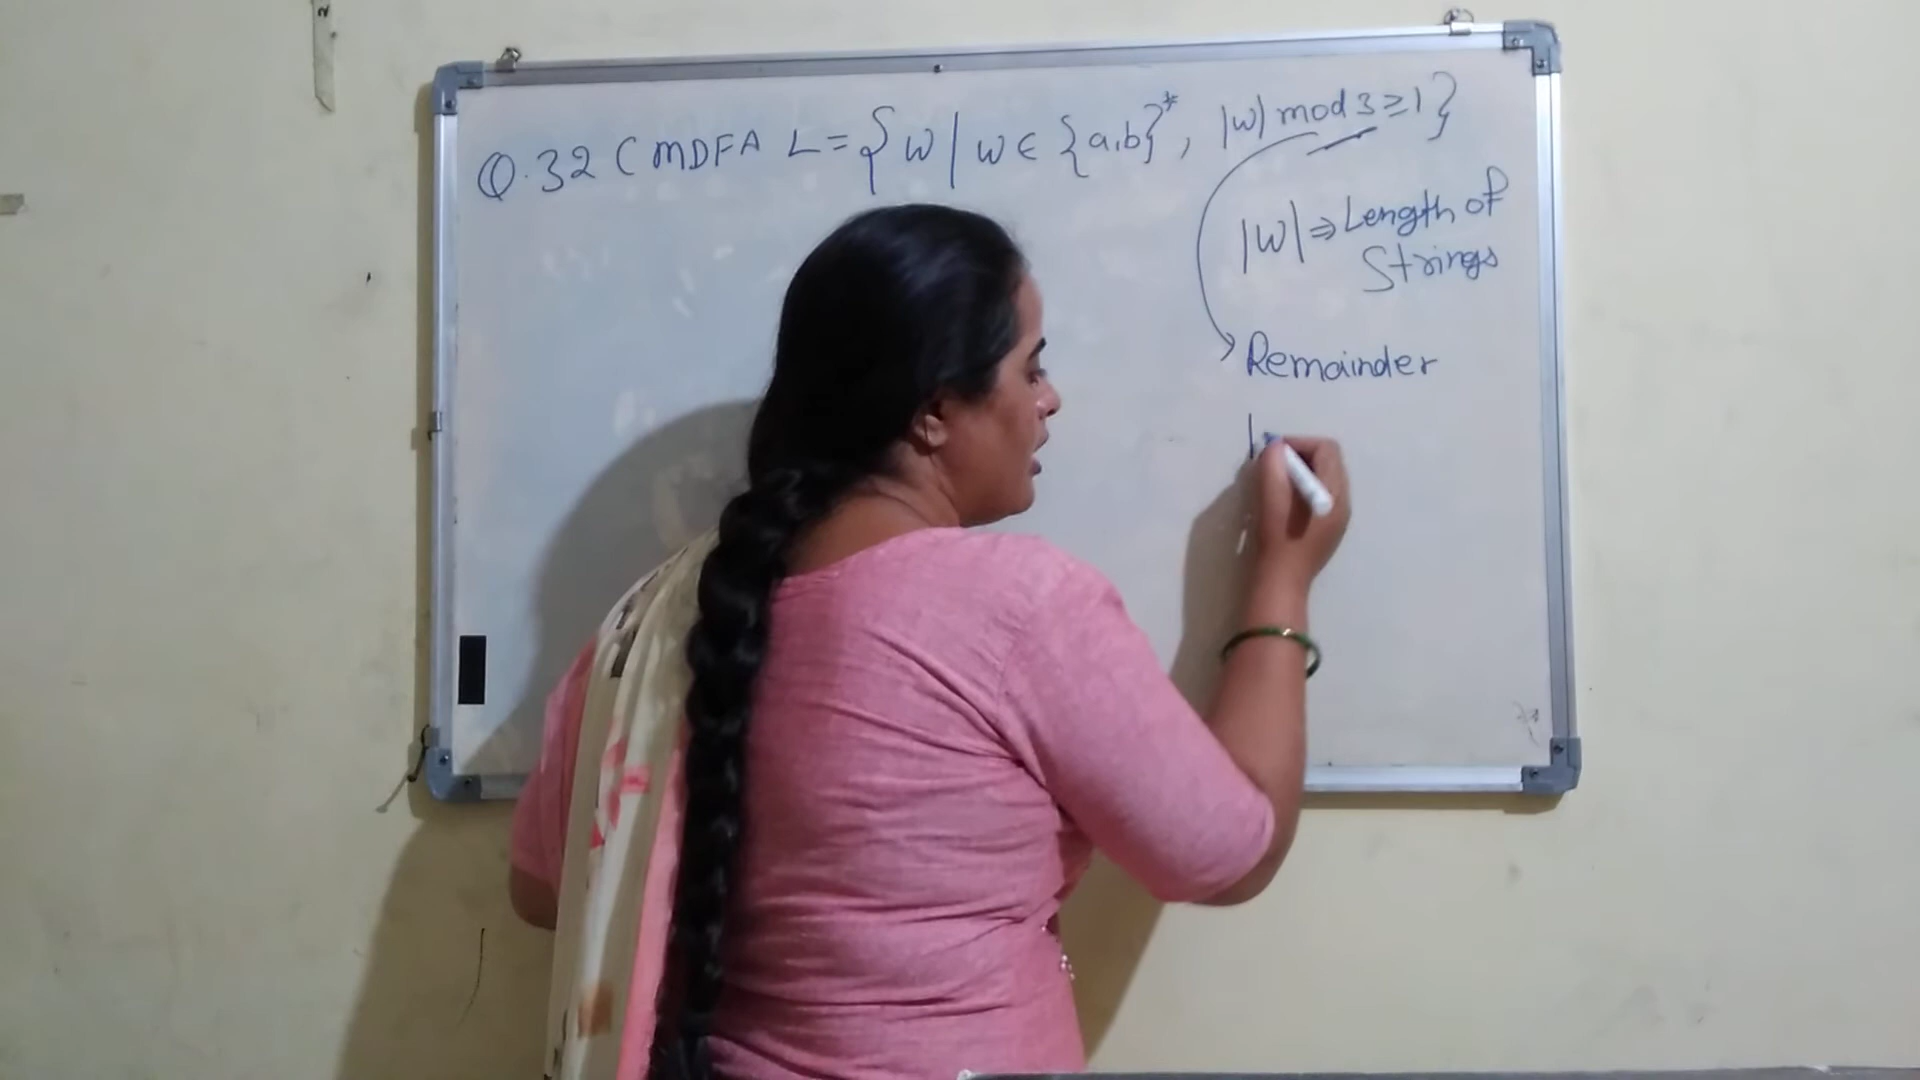 Q.32 CMDFA L={w|w∈{a,b}*, |w| mod 3≥1}
|w|⇒Length of
Strings
Remainder